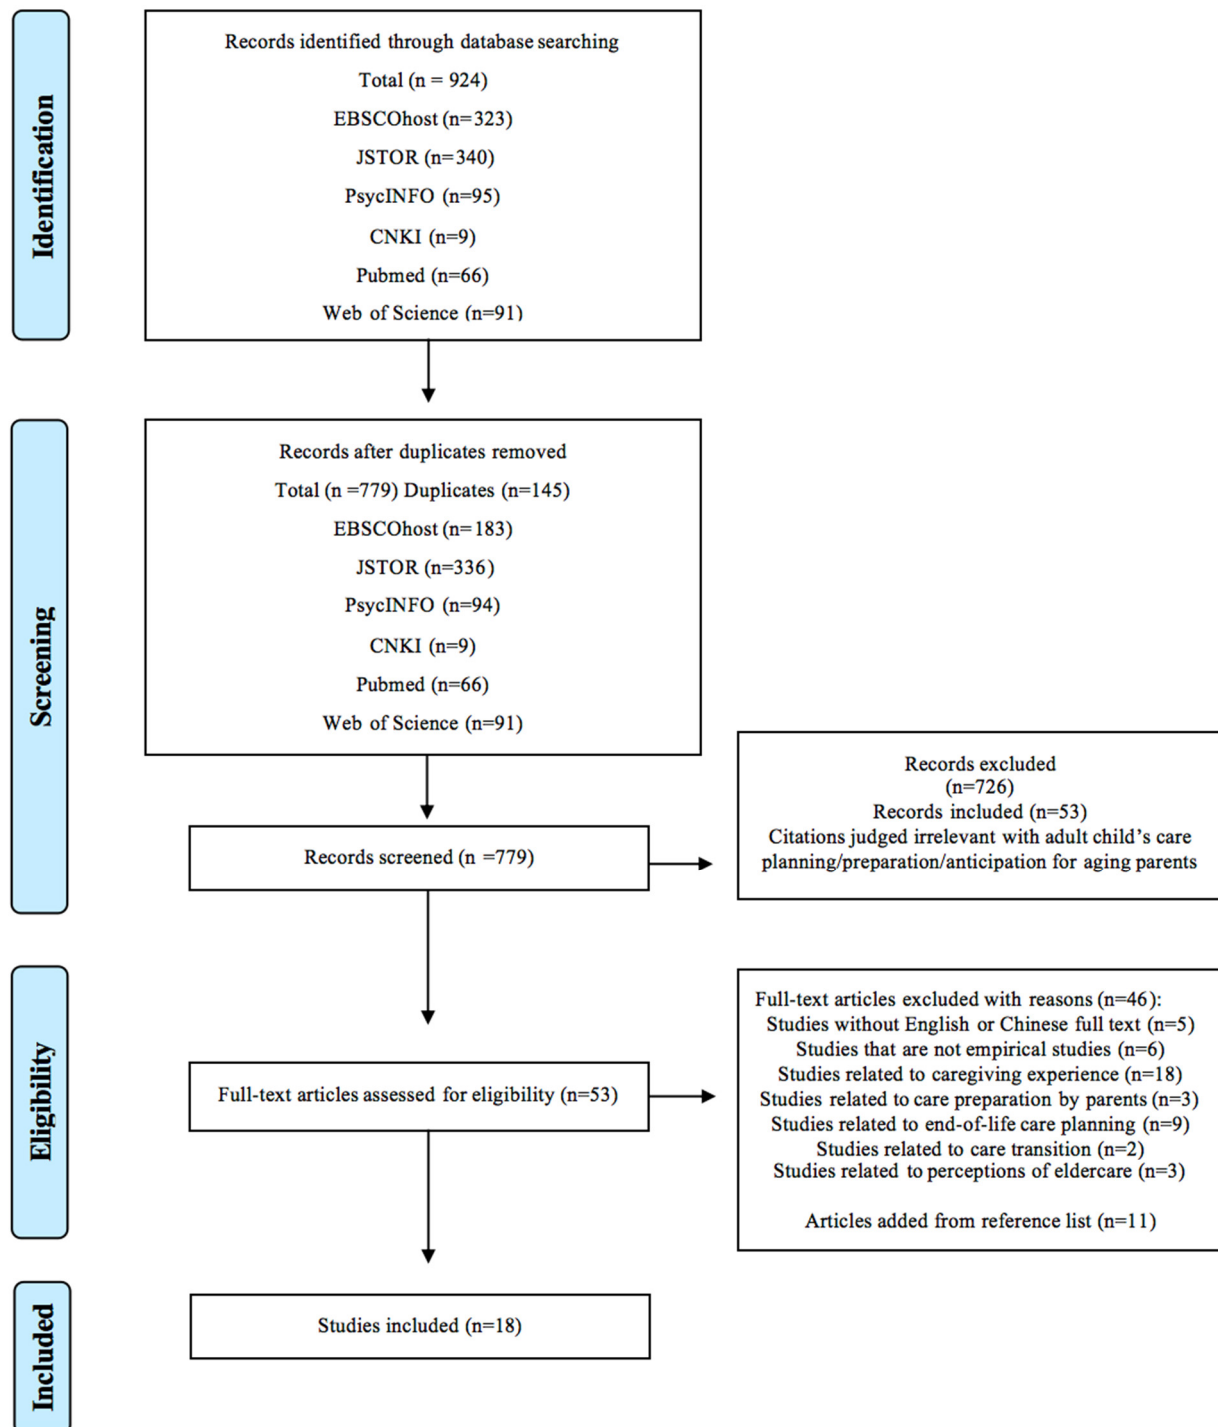 Identification
Records identified through database searching
Total (n = 924)
EBSCOhost (n=323)
JSTOR (n=340)
PsycINFO (n=95)
CNKI (n=9)
Pubmed (n=66)
Web of Science (n=91)
Screening
Records after duplicates removed
Total (n =779) Duplicates (n=145)
EBSCOhost (n=183)
JSTOR (n=336)
PsycINFO (n=94)
CNKI (n=9)
Pubmed (n=66)
Web of Science (n=91)
Records screened (n =779)
Records excluded
(n=726)
Records included (n=53)
Citations judged irrelevant with adult child’s care
planning/preparation/anticipation for aging parents
Eligibility
Full-text articles assessed for eligibility (n=53)
Full-text articles excluded with reasons (n=46):
Studies without English or Chinese full text (n=5)
Studies that are not empirical studies (n=6)
Studies related to caregiving experience (n=18)
Studies related to care preparation by parents (n=3)
Studies related to end-of-life care planning (n=9)
Studies related to care transition (n=2)
Studies related to perceptions of eldercare (n=3)
Articles added from reference list (n=11)
Included
Studies included (n=18)